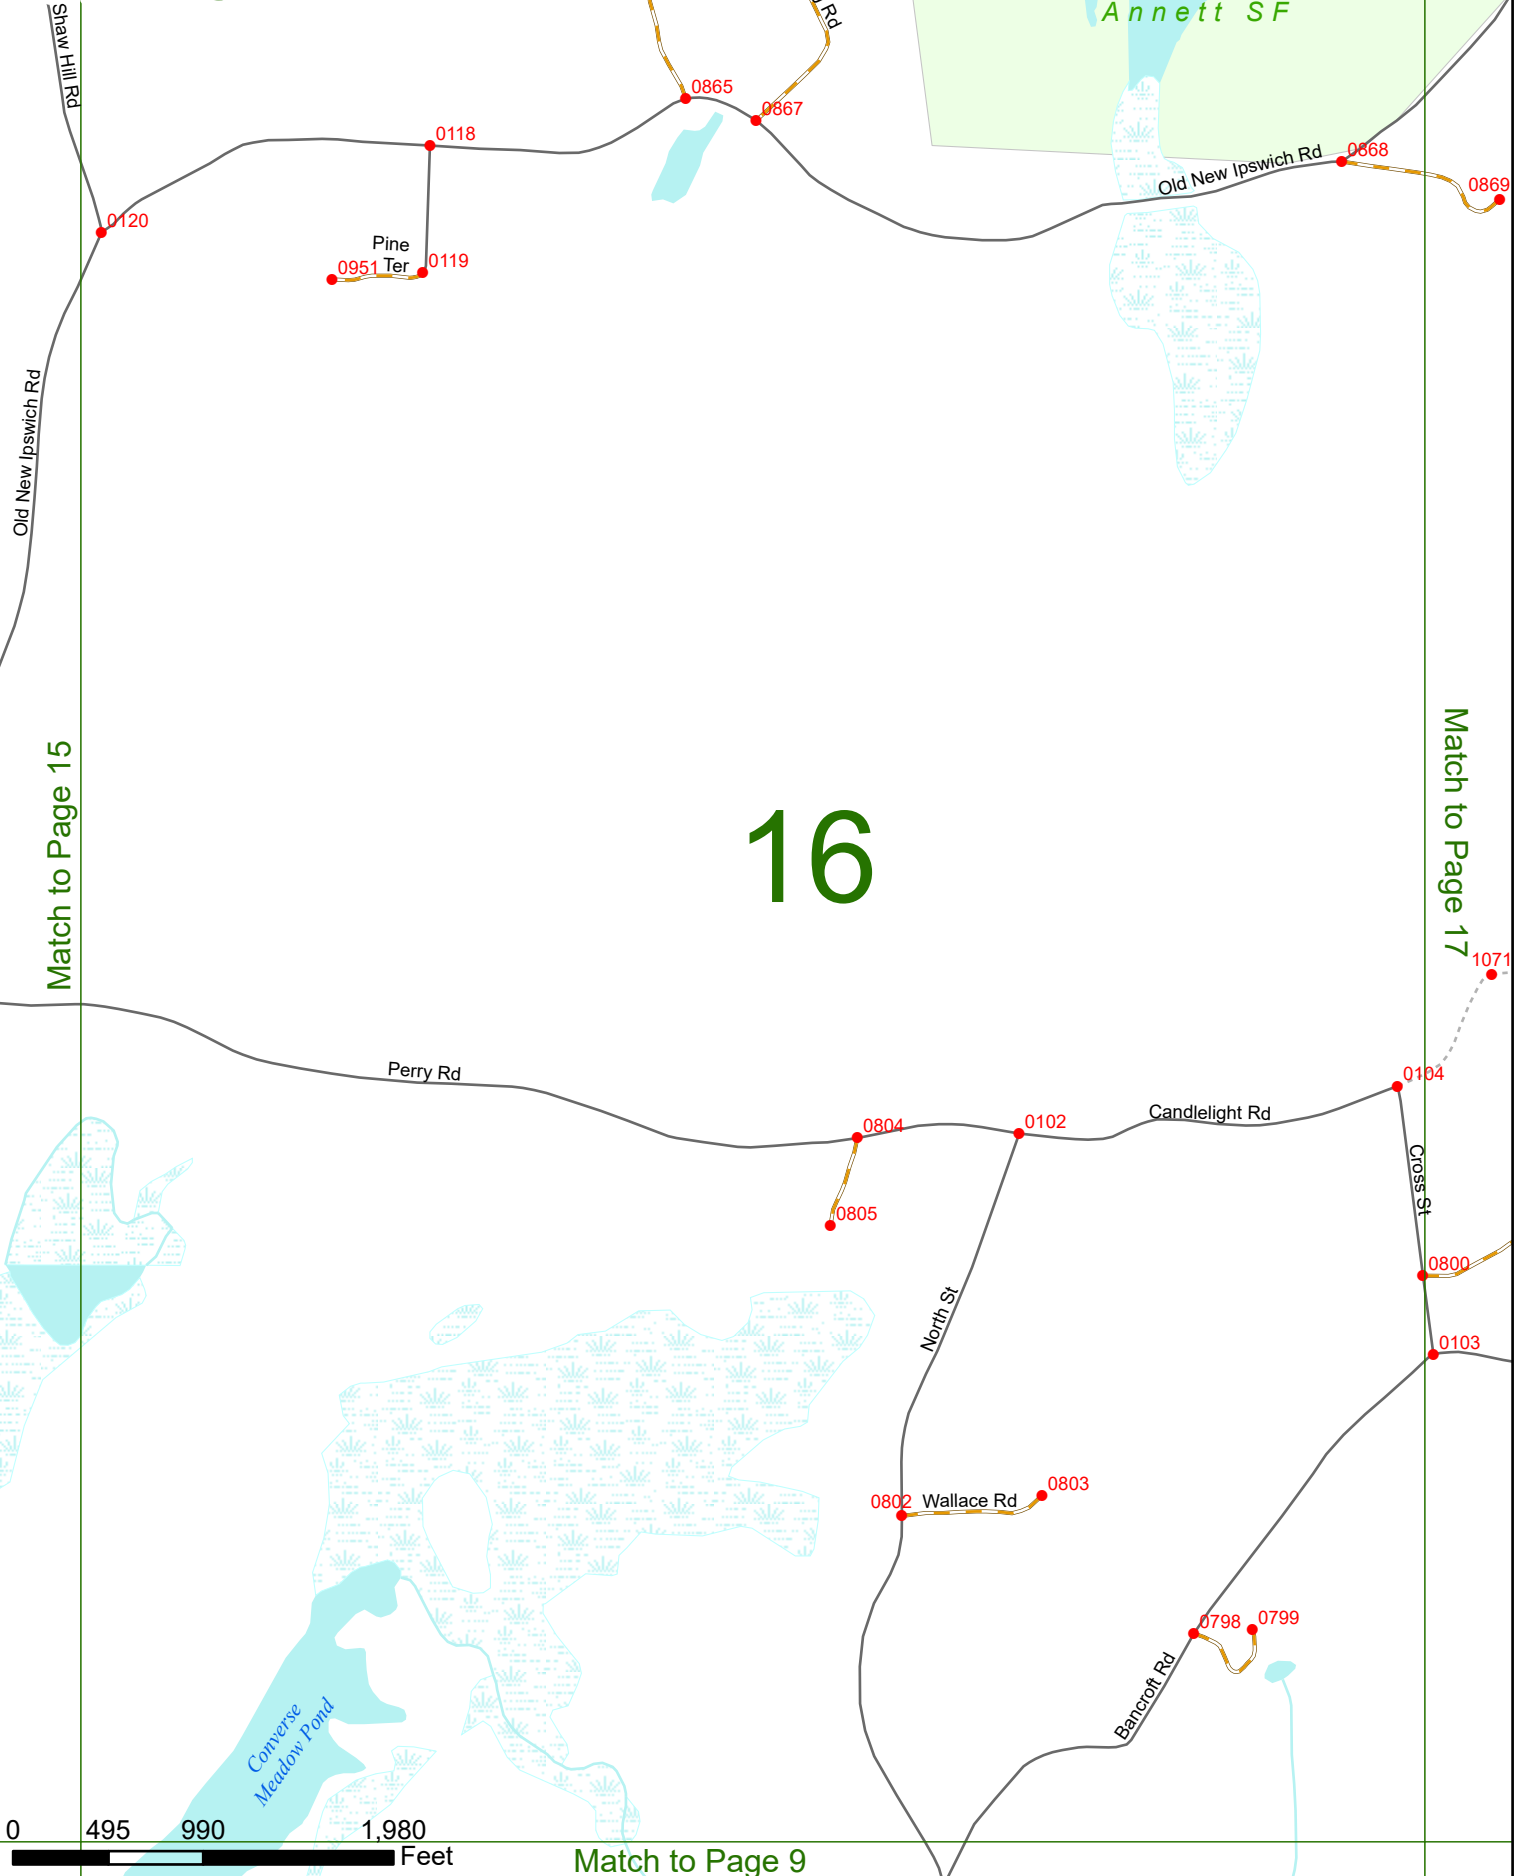 Annett SF
Shaw Hill Rd
Rd
0865
0867
0118
0868
Old New Ipswich Rd
0869
0120
Pine
Ter
0119
0951
Old New Ipswich Rd
Match to Page 15
16
Match to Page 17
1071
Perry Rd
0104
Candlelight Rd
0804
0102
Cross St
0805
0800
North St
0103
0803
0802
Wallace Rd
0798
0799
Bancroft Rd
Converse
Meadow Pond
0 495 990 1,980
Feet
Match to Page 9